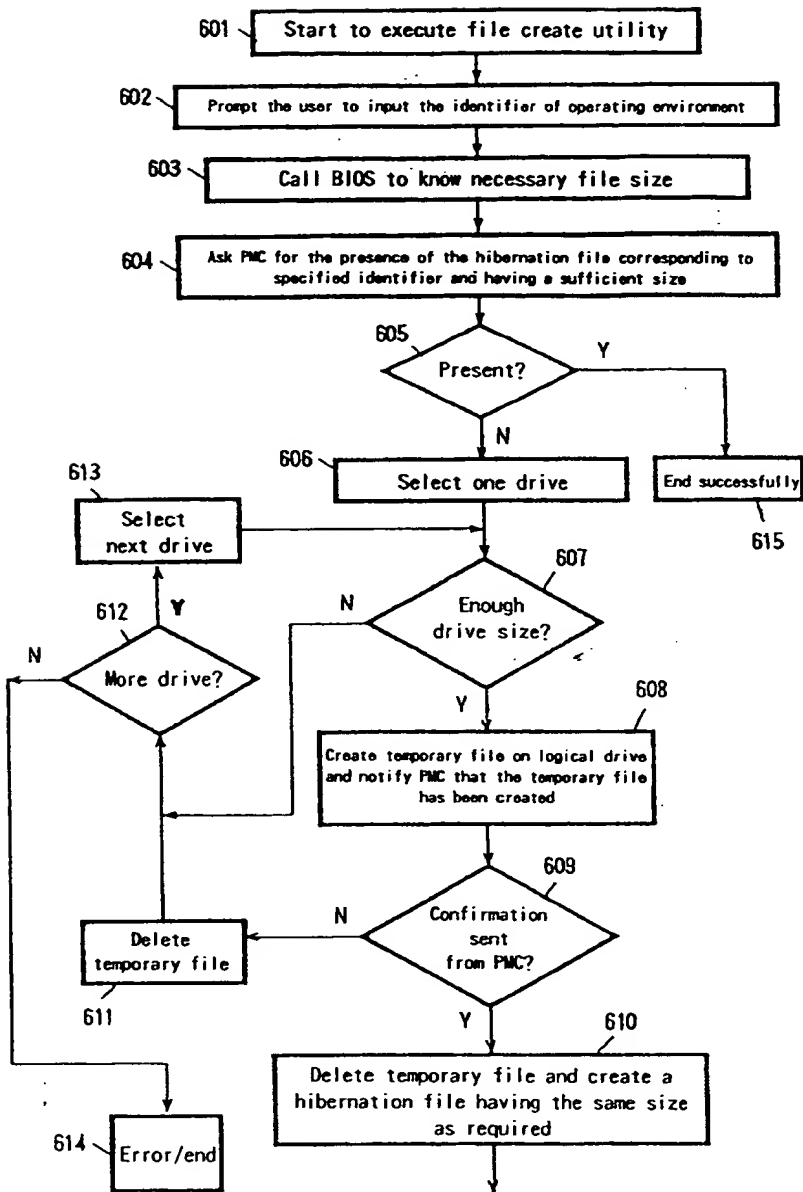 601
Start to execute file create utility
602
Prompt the user to input the identifier of operating environment
603
Call BIOS to know necessary file size
604
Ask PMC for the presence of the hibernation file corresponding to
specified identifier and having a sufficient size
605
Present?
Y
N
606
Select one drive
End successfully
615
613
Select
next drive
607
Enough
drive size?
N
Y
612
More drive?
Y
N
608
Create temporary file on logical drive
and notify PMC that the temporary file
has been created
609
Confirmation
sent
from PMC?
N
Y
Delete
temporary file
611
610
Delete temporary file and create a
hibernation file having the same size
as required
614
Error/end